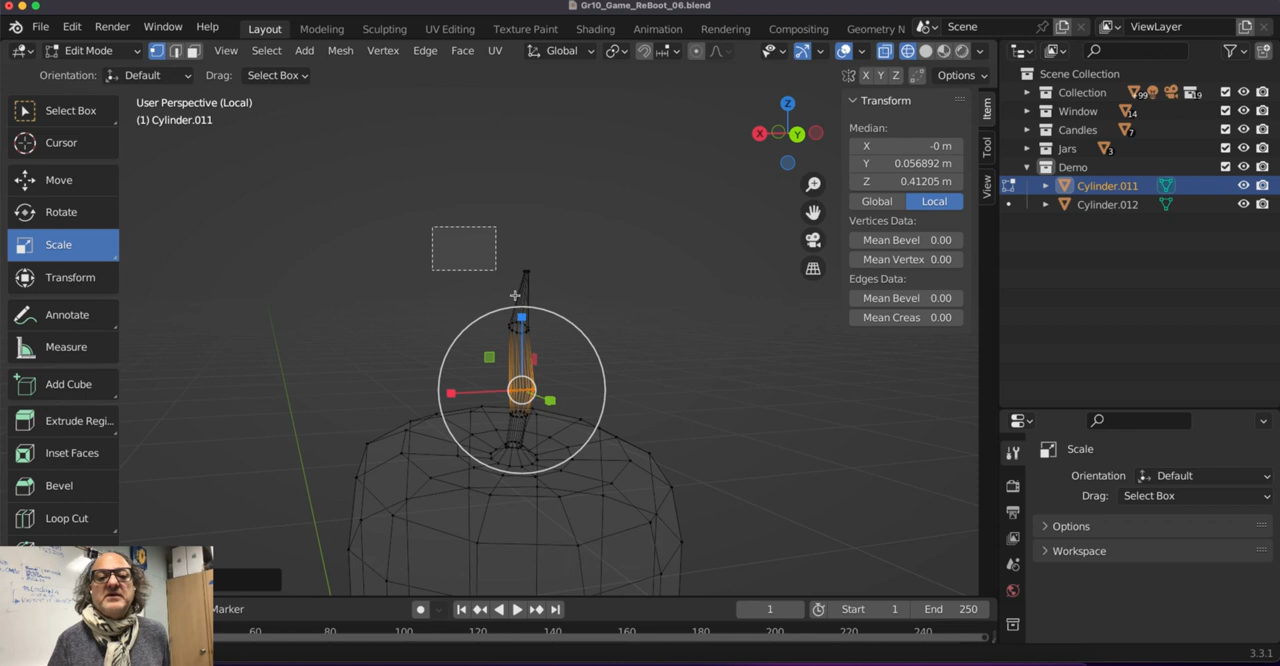 Gr10_Game_ReBoot_06.blend
File Edit Render Window Help Layout Modeling Sculpting UV Editing Texture Paint Shading Animation Rendering Compositing Geometry N Scene ViewLayer
Edit Mode View Select Add Mesh Vertex Edge Face UV Global
Orientation: Default Drag: Select Box X Y Z Options
User Perspective (Local)
(1) Cylinder.011
Select Box
Cursor
Move
Rotate
Scale
Transform
Annotate
Measure
Add Cube
Extrude Regi...
Inset Faces
Bevel
Loop Cut
Z
X Y
Transform
Median:
X -0 m
Y 0.056892 m
Z 0.41205 m
Global Local
Vertices Data:
Mean Bevel 0.00
Mean Vertex 0.00
Edges Data:
Mean Bevel 0.00
Mean Creas 0.00
Item
Tool
View
Scene Collection
Collection 99 19
Window 14
Candles 7
Jars 3
Demo
Cylinder.011
Cylinder.012
Scale
Orientation Default
Drag: Select Box
Options
Workspace
Marker 1 Start 1 End 250
60 80 100 120 140 160 180 200 220 240
3.3.1